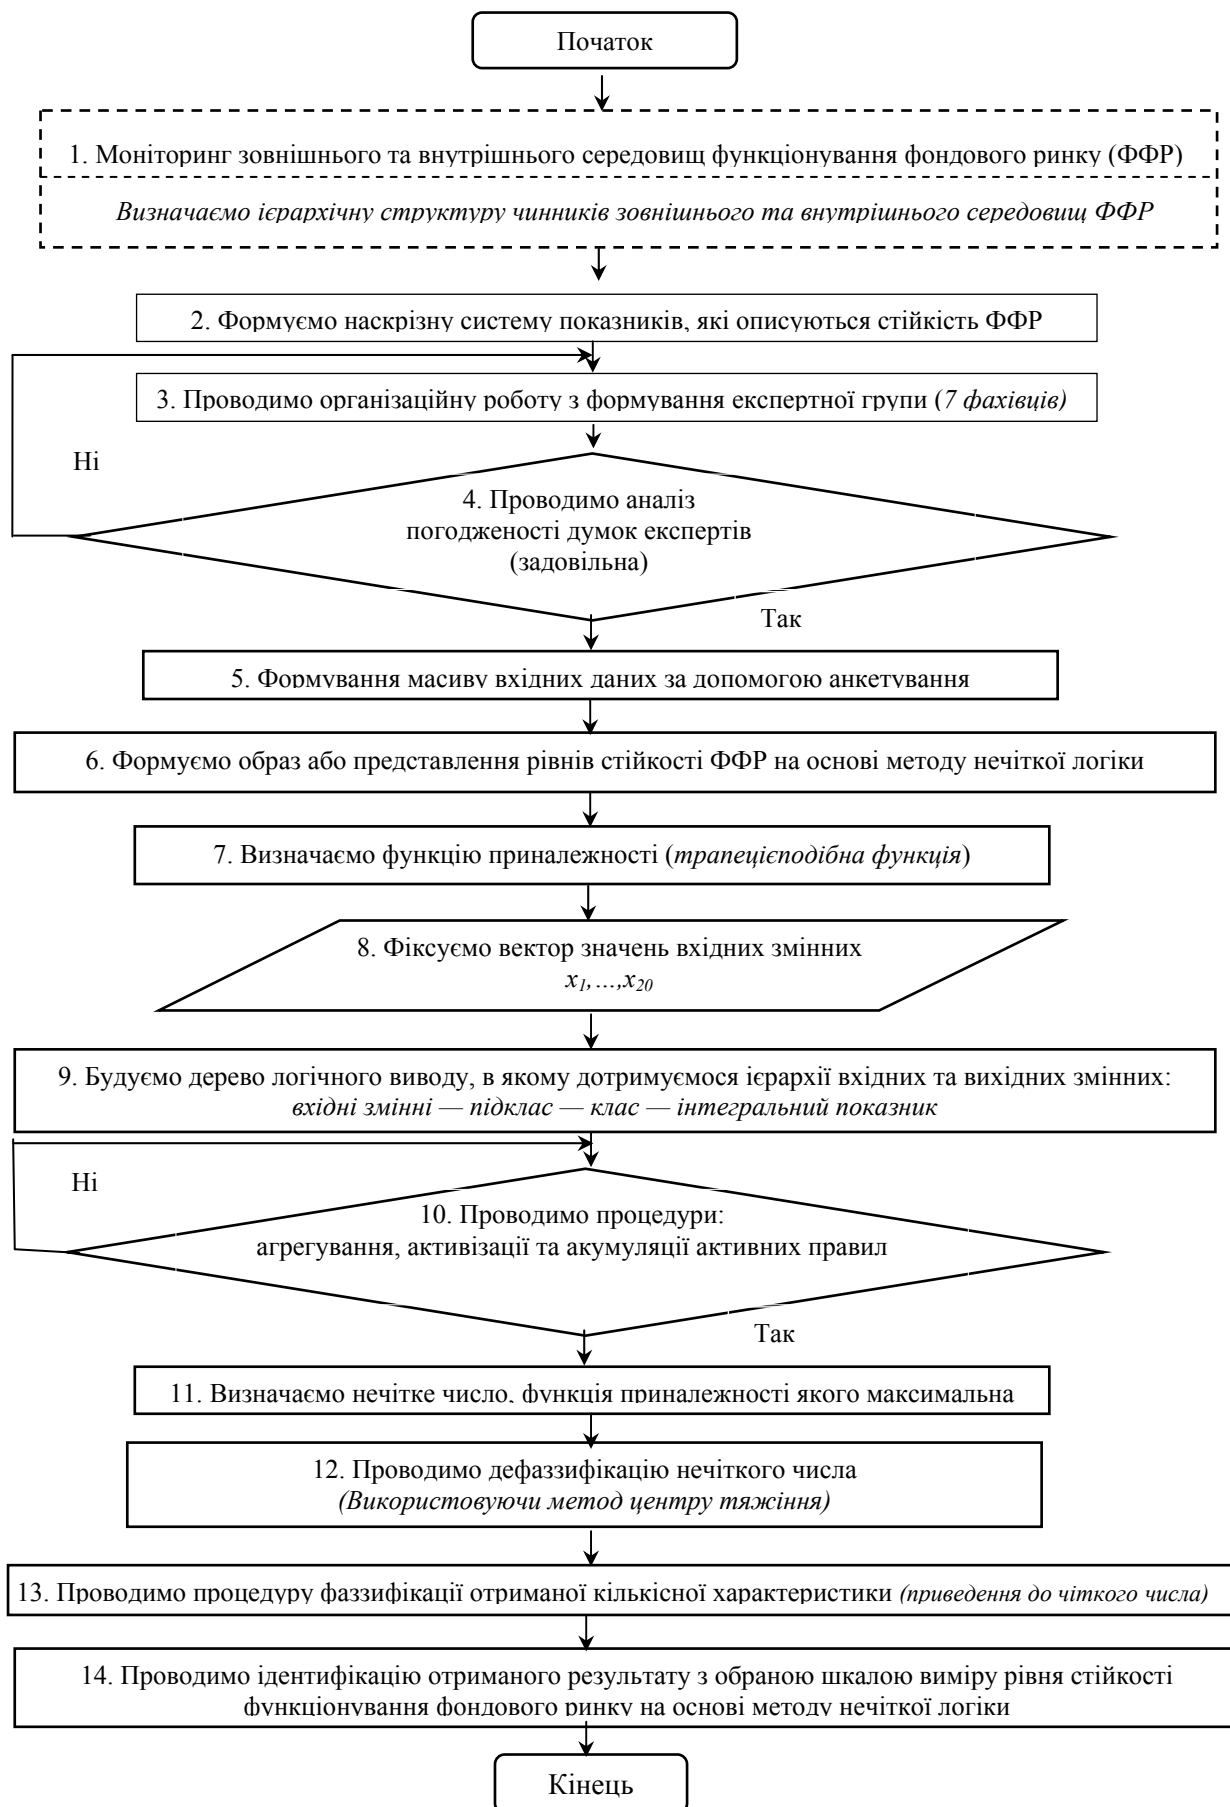 Початок
1. Моніторинг зовнішнього та внутрішнього середовищ функціонування фондового ринку (ФФР)
Визначаємо ієрархічну структуру чинників зовнішнього та внутрішнього середовищ ФФР
2. Формуємо наскрізну систему показників, які описуються стійкість ФФР
3. Проводимо організаційну роботу з формування експертної групи (7 фахівців)
Ні
4. Проводимо аналіз
погодженості думок експертів
(задовільна)
Так
5. Формування масиву вхідних даних за допомогою анкетування
6. Формуємо образ або представлення рівнів стійкості ФФР на основі методу нечіткої логіки
7. Визначаємо функцію приналежності (трапецієподібна функція)
8. Фіксуємо вектор значень вхідних змінних
x₁,...,x₂₀
9. Будуємо дерево логічного виводу, в якому дотримуємося ієрархії вхідних та вихідних змінних:
вхідні змінні — підклас — клас — інтегральний показник
Ні
10. Проводимо процедури:
агрегування, активізації та акумуляції активних правил
Так
11. Визначаємо нечітке число, функція приналежності якого максимальна
12. Проводимо дефаззифікацію нечіткого числа
(Використовуючи метод центру тяжіння)
13. Проводимо процедуру фаззифікації отриманої кількісної характеристики (приведення до чіткого числа)
14. Проводимо ідентифікацію отриманого результату з обраною шкалою виміру рівня стійкості
функціонування фондового ринку на основі методу нечіткої логіки
Кінець